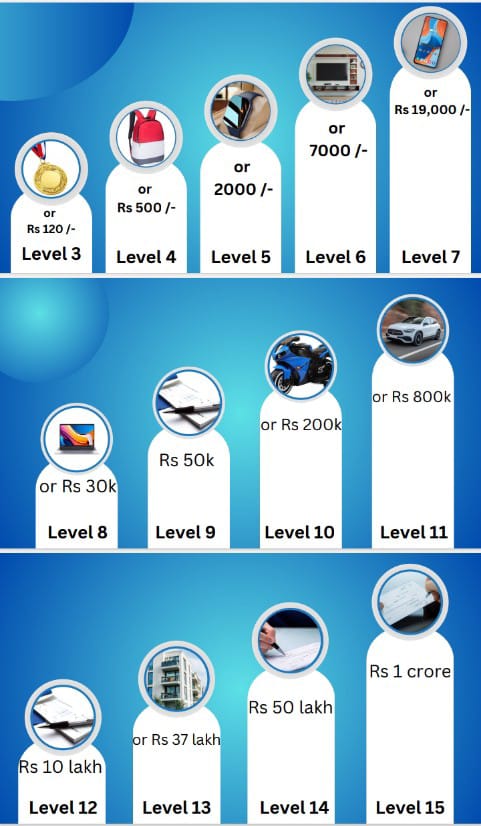 or
Rs 120 /-
Level 3
or
Rs 500 /-
Level 4
or
2000 /-
Level 5
or
7000 /-
Level 6
or
Rs 19,000 /-
Level 7
or Rs 30k
Level 8
Rs 50k
Level 9
or Rs 200k
Level 10
or Rs 800k
Level 11
Rs 10 lakh
Level 12
or Rs 37 lakh
Level 13
Rs 50 lakh
Level 14
Rs 1 crore
Level 15